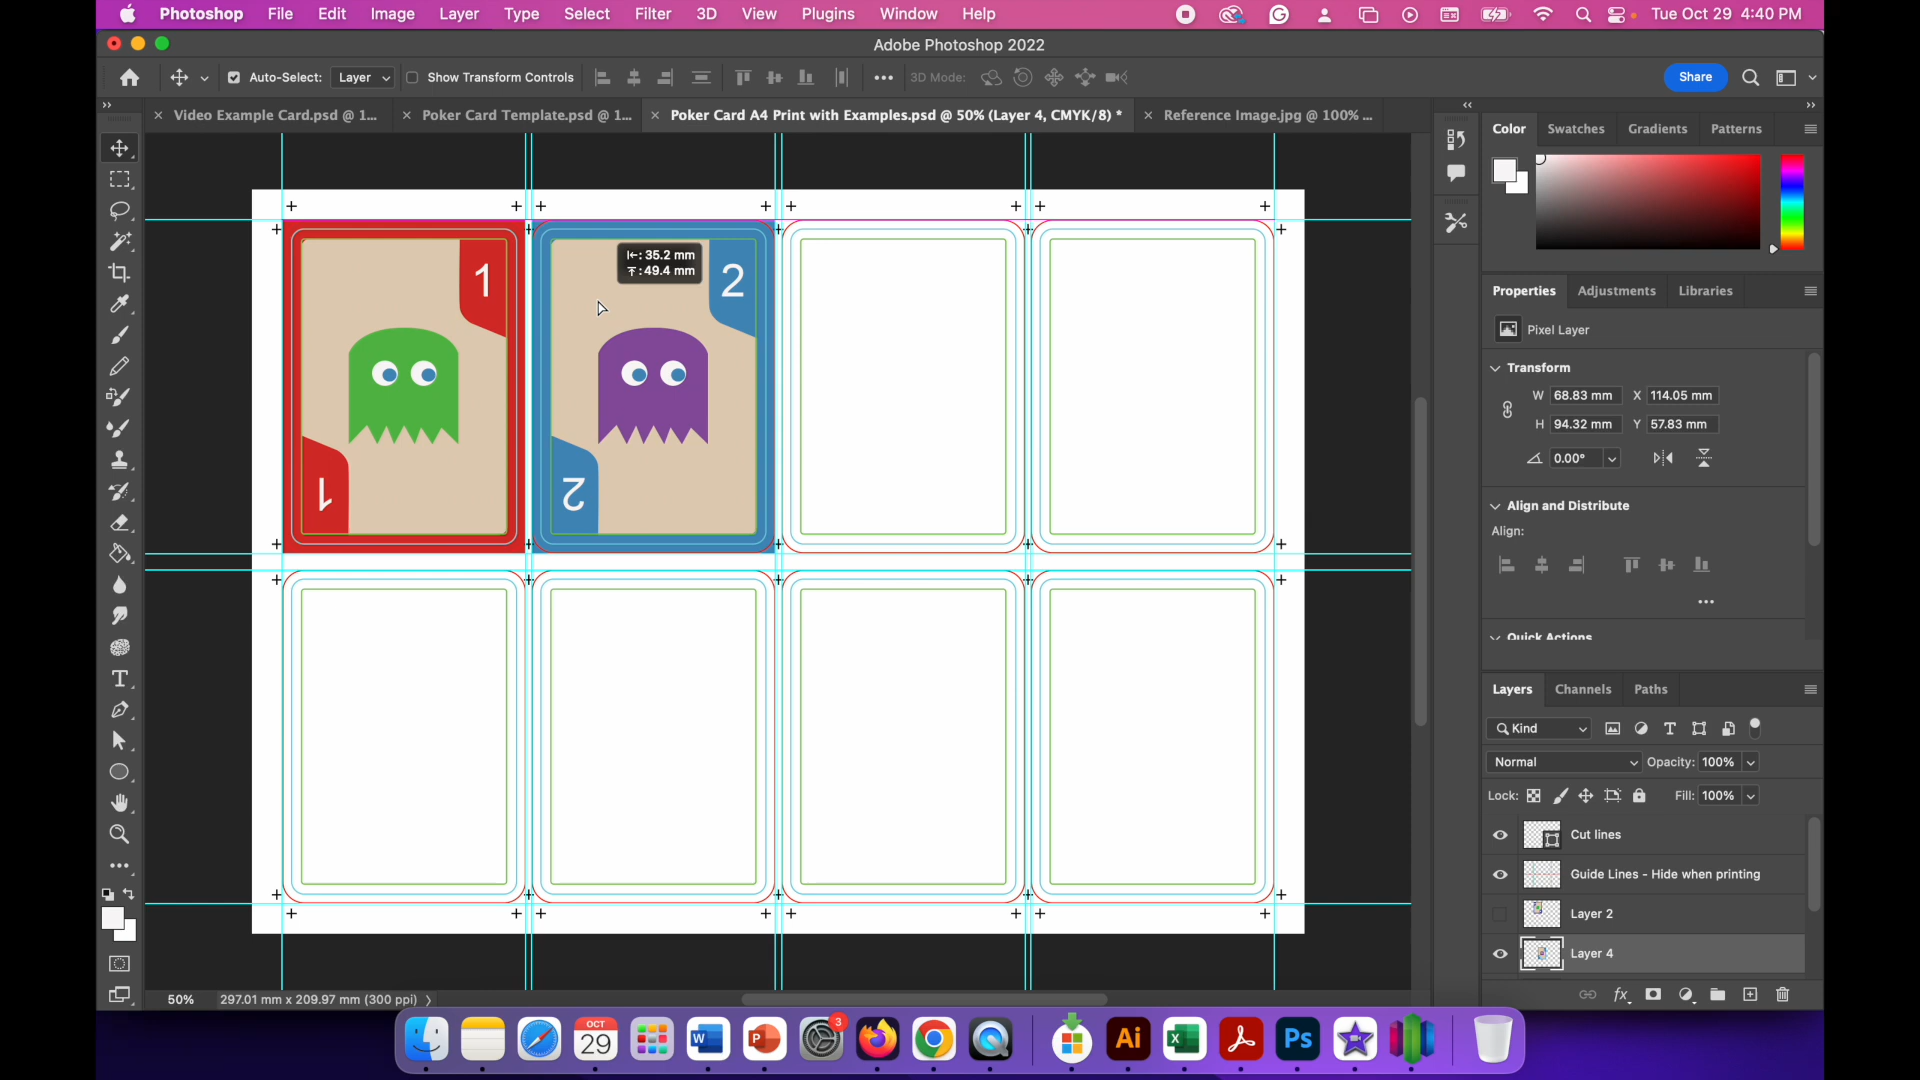 Photoshop File Edit Image Layer Type Select Filter 3D View Plugins Window Help Tue Oct 29 4:40 PM
Adobe Photoshop 2022
Auto-Select: Layer Show Transform Controls 3D Mode: Share
Video Example Card.psd @ 1... Poker Card Template.psd @ 1... Poker Card A4 Print with Examples.psd @ 50% (Layer 4, CMYK/8) * Reference Image.jpg @ 100% ...
Color Swatches Gradients Patterns
1
1
2
2
35.2 mm
49.4 mm
Properties Adjustments Libraries
Pixel Layer
Transform
W 68.83 mm X 114.05 mm
H 94.32 mm Y 57.83 mm
0.00°
Align and Distribute
Align:
Quick Actions
Layers Channels Paths
Kind
Normal Opacity: 100%
Lock: Fill: 100%
Cut lines
Guide Lines - Hide when printing
Layer 2
Layer 4
fx
50% 297.01 mm x 209.97 mm (300 ppi)
OCT
29
W
P
3
Ai
X
Ps